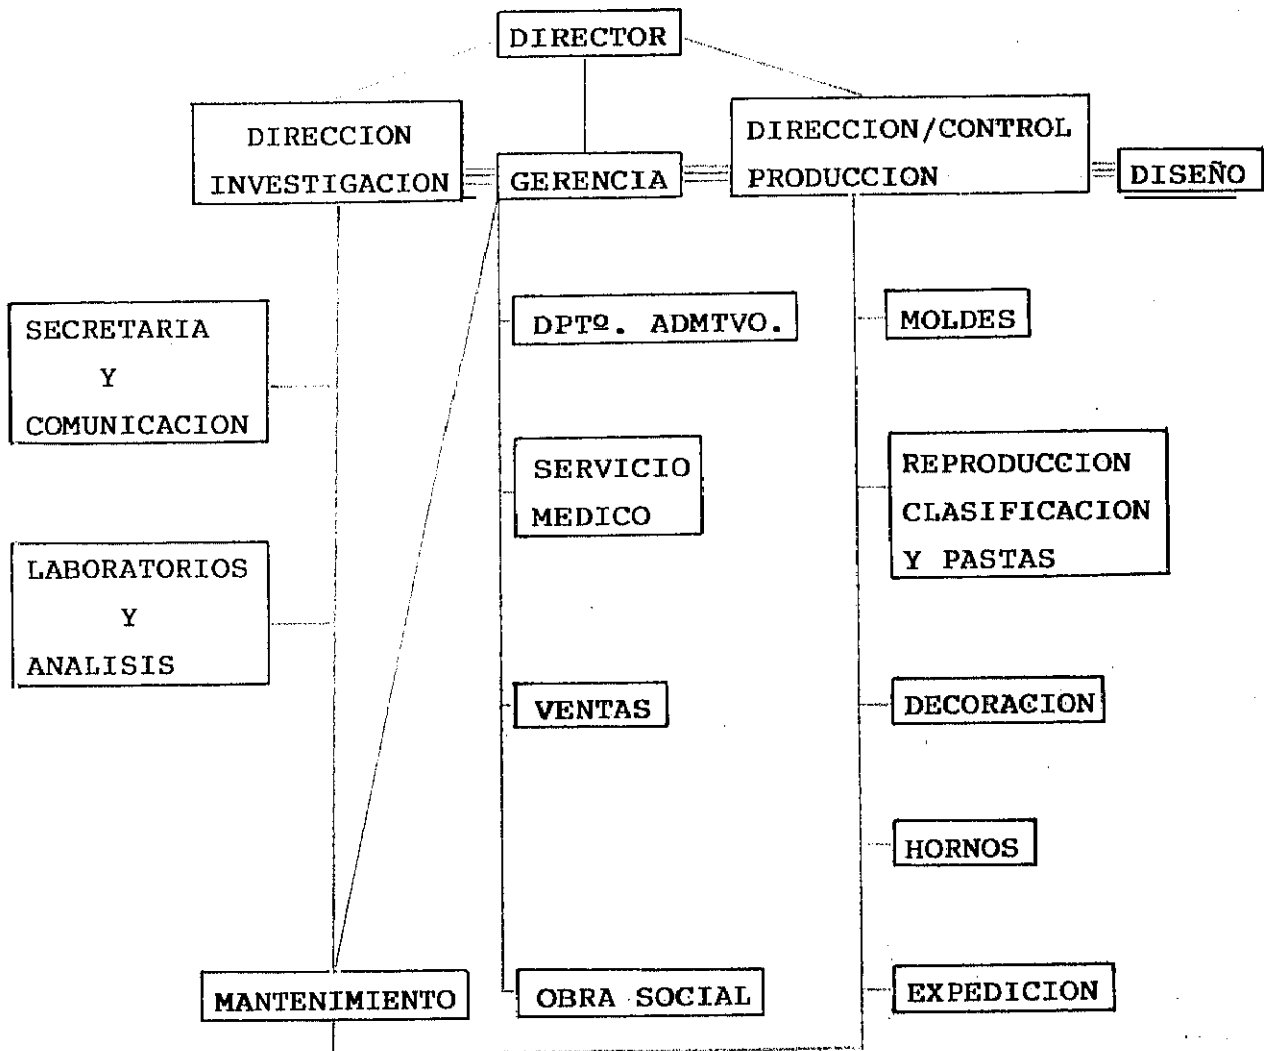 DIRECTOR
DIRECCION
INVESTIGACION
GERENCIA
DIRECCION/CONTROL
PRODUCCION
DISEÑO
SECRETARIA
Y
COMUNICACION
LABORATORIOS
Y
ANALISIS
MANTENIMIENTO
DPTº. ADMTVO.
SERVICIO
MEDICO
VENTAS
OBRA SOCIAL
MOLDES
REPRODUCCION
CLASIFICACION
Y PASTAS
DECORACION
HORNOS
EXPEDICION